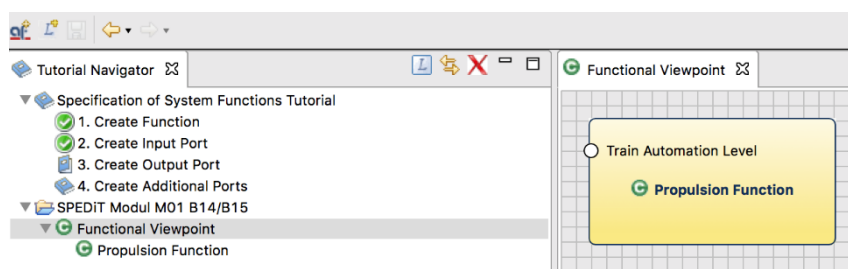 Tutorial Navigator
Specification of System Functions Tutorial
1. Create Function
2. Create Input Port
3. Create Output Port
4. Create Additional Ports
SPEDiT Modul M01 B14/B15
Functional Viewpoint
Propulsion Function
Functional Viewpoint
Train Automation Level
Propulsion Function